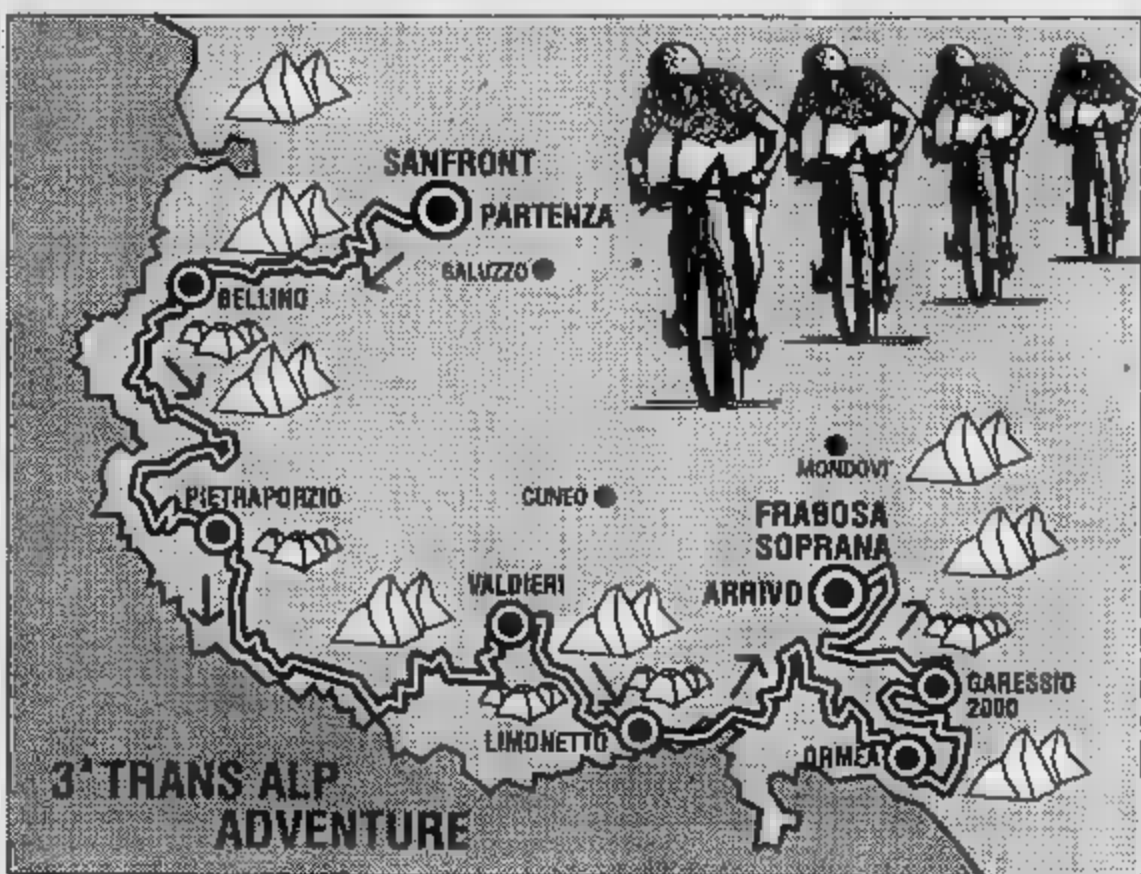 SANFRONT
PARTENZA
SALUZZO
BELLINO
MONDOVI'
PIETRAPORZIO
CUNEO
FRABOSA
SOPRANA
VALDIERI
ARRIVO
GARESSIO
2000
LIMONETTO
ORMEA
3ª TRANS ALP
ADVENTURE